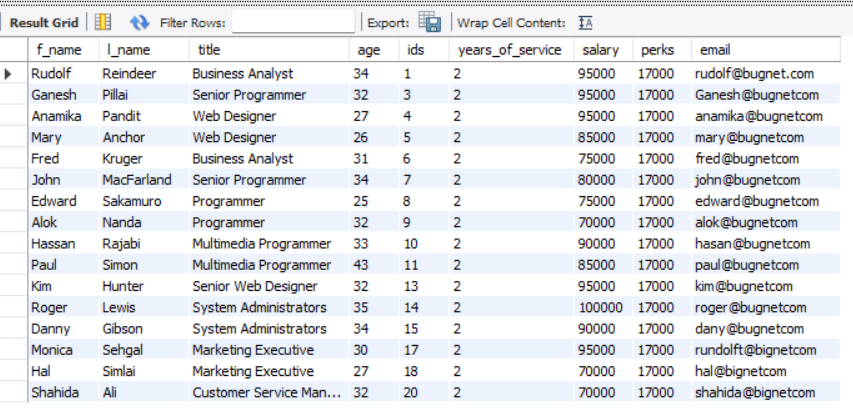 Result Grid Filter Rows: Export: Wrap Cell Content: IA
f_name l_name title age ids years_of_service salary perks email
Rudolf Reindeer Business Analyst 34 1 2 95000 17000 rudolf@bugnet.com
Ganesh Pillai Senior Programmer 32 3 2 95000 17000 Ganesh@bugnetcom
Anamika Pandit Web Designer 27 4 2 95000 17000 anamika@bugnetcom
Mary Anchor Web Designer 26 5 2 85000 17000 mary@bugnetcom
Fred Kruger Business Analyst 31 6 2 75000 17000 fred@bugnetcom
John MacFarland Senior Programmer 34 7 2 80000 17000 john@bugnetcom
Edward Sakamuro Programmer 25 8 2 75000 17000 edward@bugnetcom
Alok Nanda Programmer 32 9 2 70000 17000 alok@bugnetcom
Hassan Rajabi Multimedia Programmer 33 10 2 90000 17000 hasan@bugnetcom
Paul Simon Multimedia Programmer 43 11 2 85000 17000 paul@bugnetcom
Kim Hunter Senior Web Designer 32 13 2 95000 17000 kim@bugnetcom
Roger Lewis System Administrators 35 14 2 100000 17000 roger@bugnetcom
Danny Gibson System Administrators 34 15 2 90000 17000 dany@bugnetcom
Monica Sehgal Marketing Executive 30 17 2 95000 17000 rundolft@bignetcom
Hal Simlai Marketing Executive 27 18 2 70000 17000 hal@bignetcom
Shahida Ali Customer Service Man... 32 20 2 70000 17000 shahida@bignetcom